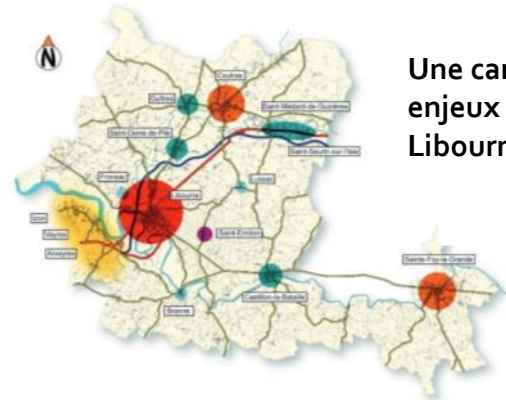 Une car
enjeux
Libourn
N
Coutras
Guîtres
Saint-Médard-de-Guizières
Saint-Denis-de-Pile
Saint-Seurin-sur-l'Isle
Fronsac
Lussac
Libourne
Izon
Vayres
Saint-Emilion
Arveyres
Sainte-Foy-la-Grande
Castillon-la-Bataille
Branne